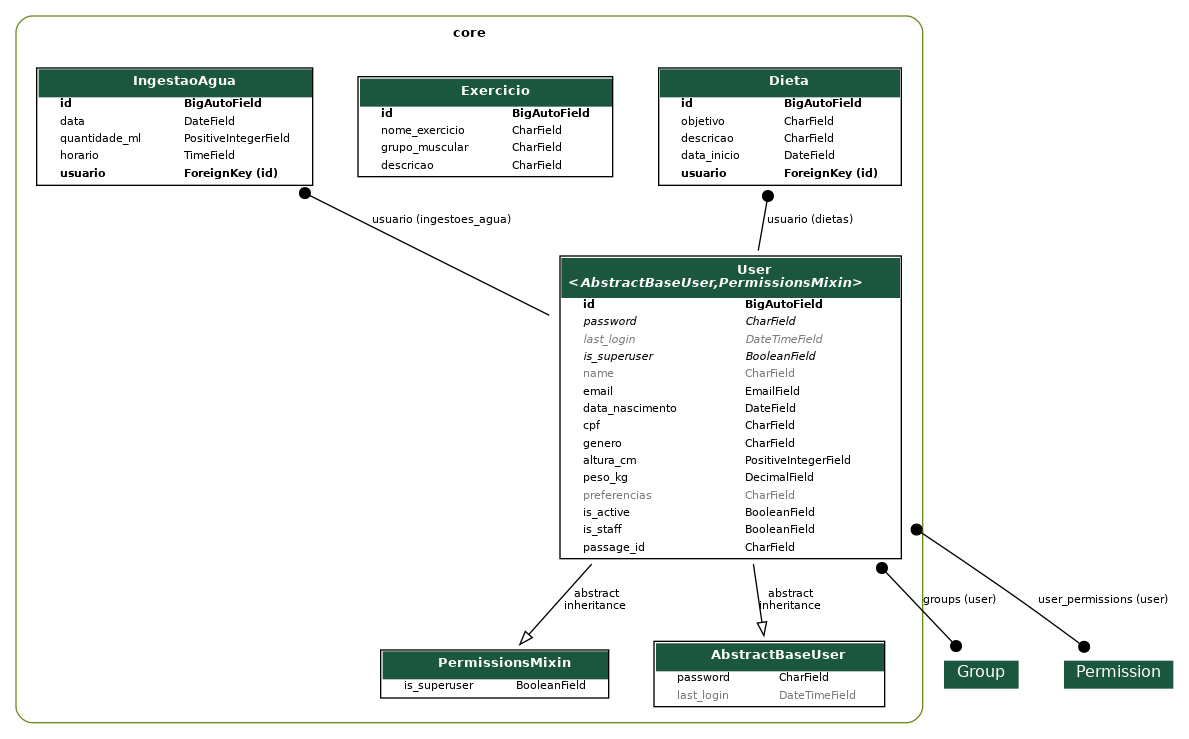 core
IngestaoAgua
id BigAutoField
data DateField
quantidade_ml PositiveIntegerField
horario TimeField
usuario ForeignKey (id)
Exercicio
id BigAutoField
nome_exercicio CharField
grupo_muscular CharField
descricao CharField
Dieta
id BigAutoField
objetivo CharField
descricao CharField
data_inicio DateField
usuario ForeignKey (id)
usuario (ingestoes_agua)
usuario (dietas)
User
<AbstractBaseUser,PermissionsMixin>
id BigAutoField
password CharField
last_login DateTimeField
is_superuser BooleanField
name CharField
email EmailField
data_nascimento DateField
cpf CharField
genero CharField
altura_cm PositiveIntegerField
peso_kg DecimalField
preferencias CharField
is_active BooleanField
is_staff BooleanField
passage_id CharField
abstract
inheritance
abstract
inheritance
groups (user)
user_permissions (user)
PermissionsMixin
is_superuser BooleanField
AbstractBaseUser
password CharField
last_login DateTimeField
Group
Permission